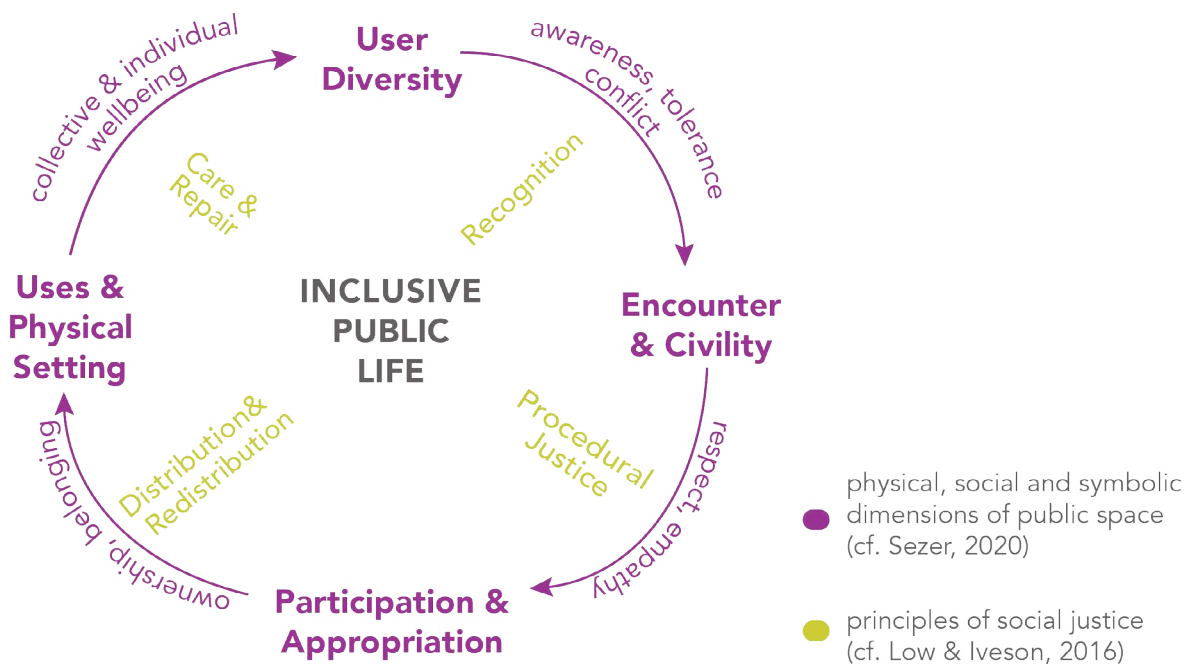 User
Diversity
awareness, tolerance
conflict
Encounter
& Civility
respect, empathy
Participation &
Appropriation
ownership, belonging
Uses &
Physical
Setting
collective & individual
wellbeing
Care &
Repair
Recognition
INCLUSIVE
PUBLIC
LIFE
Procedural
Justice
Distribution&
Redistribution
physical, social and symbolic
dimensions of public space
(cf. Sezer, 2020)
principles of social justice
(cf. Low & Iveson, 2016)